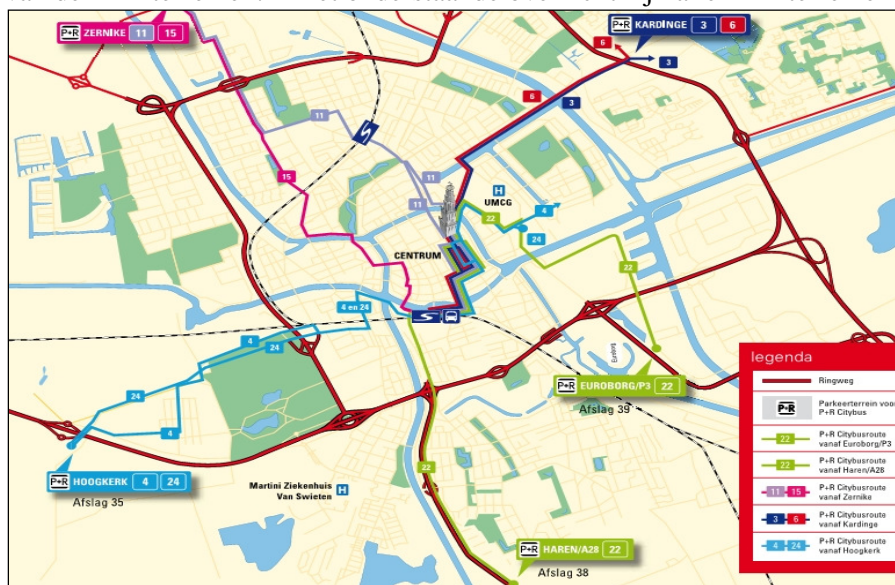 P+R ZERNIKE 11 15
P+R KARDINGE 3 6
6
3
6
3
11
15
11
11
H
UMCG
22
4
24
CENTRUM
22
4 en 24
4
24
24
4
P+R HOOGKERK 4 24
Afslag 35
P+R EUROBORG/P3 22
Afslag 39
Euroborg
22
Martini Ziekenhuis
Van Swieten H
P+R HAREN/A28 22
Afslag 38
legenda
Ringweg
P+R Parkeerterrein voor
P+R Citybus
22 P+R Citybusroute
vanaf Euroborg/P3
22 P+R Citybusroute
vanaf Haren/A28
11 15 P+R Citybusroute
vanaf Zernike
3 6 P+R Citybusroute
vanaf Kardinge
4 24 P+R Citybusroute
vanaf Hoogkerk